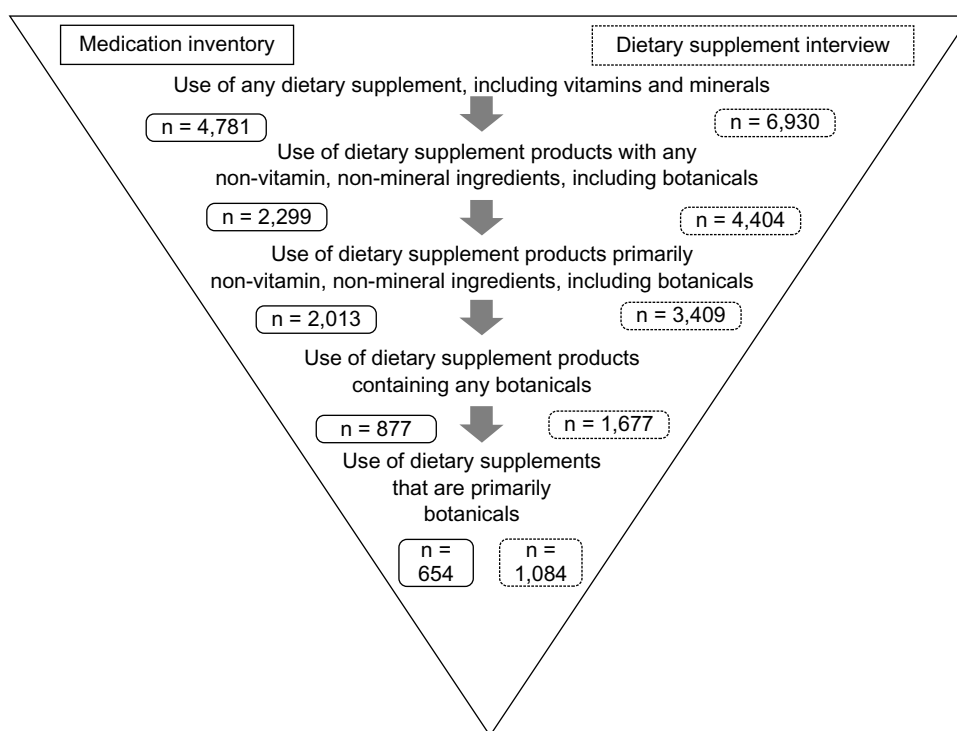 Medication inventory
Dietary supplement interview
Use of any dietary supplement, including vitamins and minerals
n = 4,781
n = 6,930
Use of dietary supplement products with any
non-vitamin, non-mineral ingredients, including botanicals
n = 2,299
n = 4,404
Use of dietary supplement products primarily
non-vitamin, non-mineral ingredients, including botanicals
n = 2,013
n = 3,409
Use of dietary supplement products
containing any botanicals
n = 877
n = 1,677
Use of dietary supplements
that are primarily
botanicals
n =
654
n =
1,084